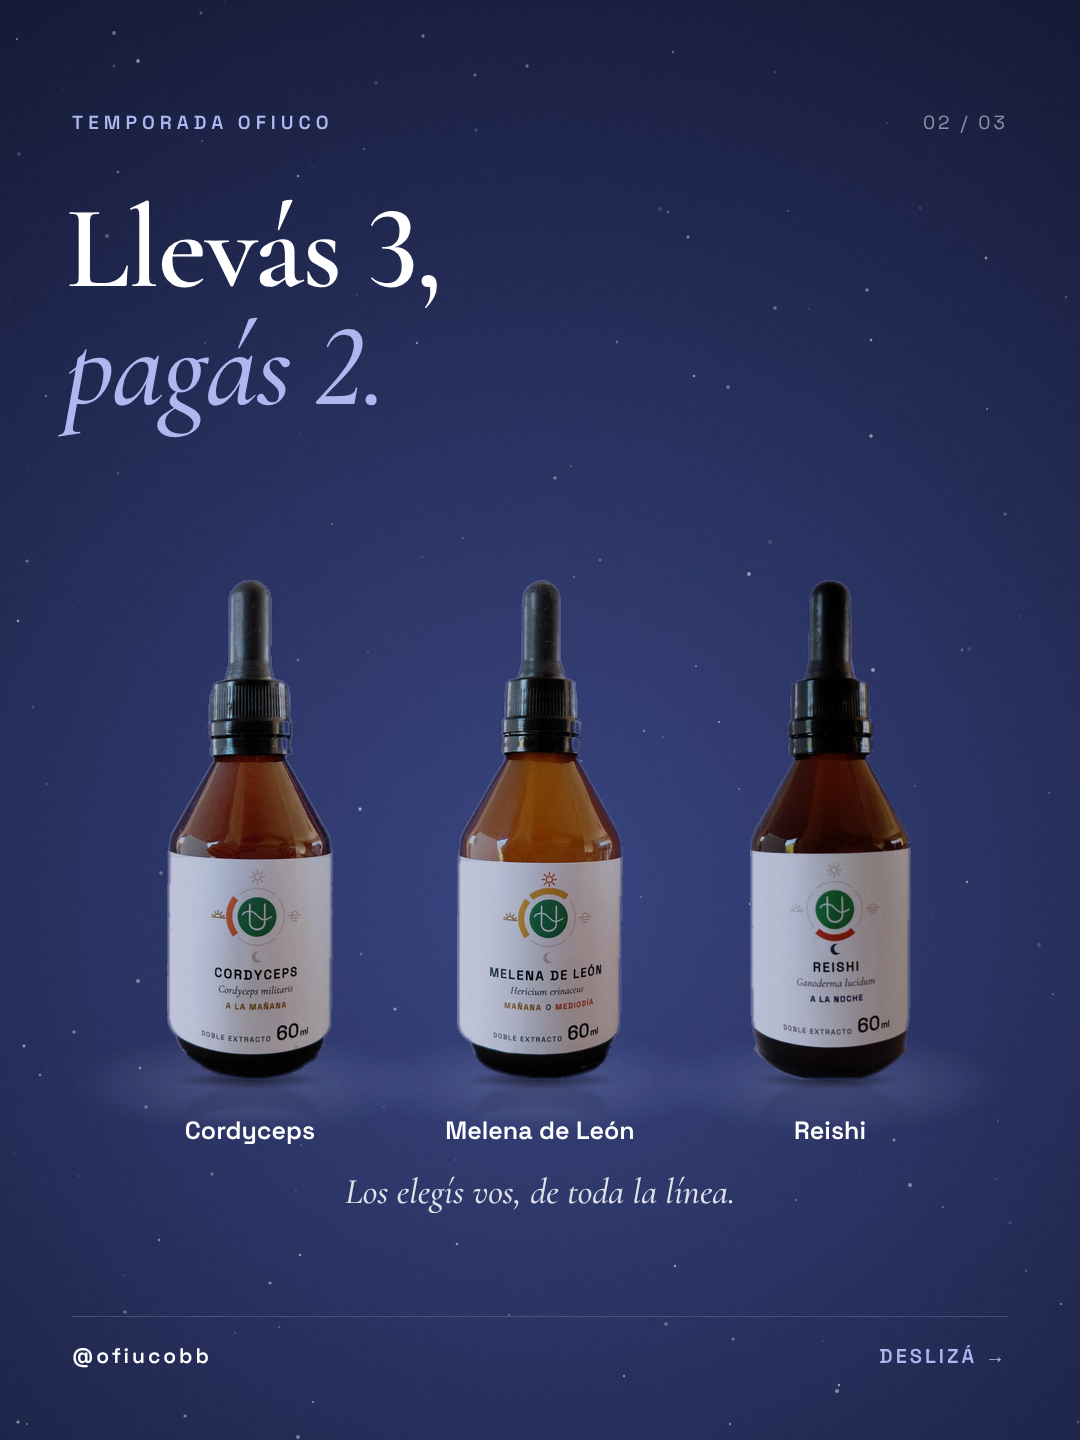 TEMPORADA OFIUCO
02 / 03
Llevás 3,
pagás 2.
CORDYCEPS
Cordyceps militaris
A LA MAÑANA
DOBLE EXTRACTO 60ml
MELENA DE LEÓN
Hericium erinaceus
MAÑANA O MEDIODÍA
DOBLE EXTRACTO 60ml
REISHI
Ganoderma lucidum
A LA NOCHE
DOBLE EXTRACTO 60ml
Cordyceps
Melena de León
Reishi
Los elegís vos, de toda la línea.
@ofiucobb
DESLIZÁ →